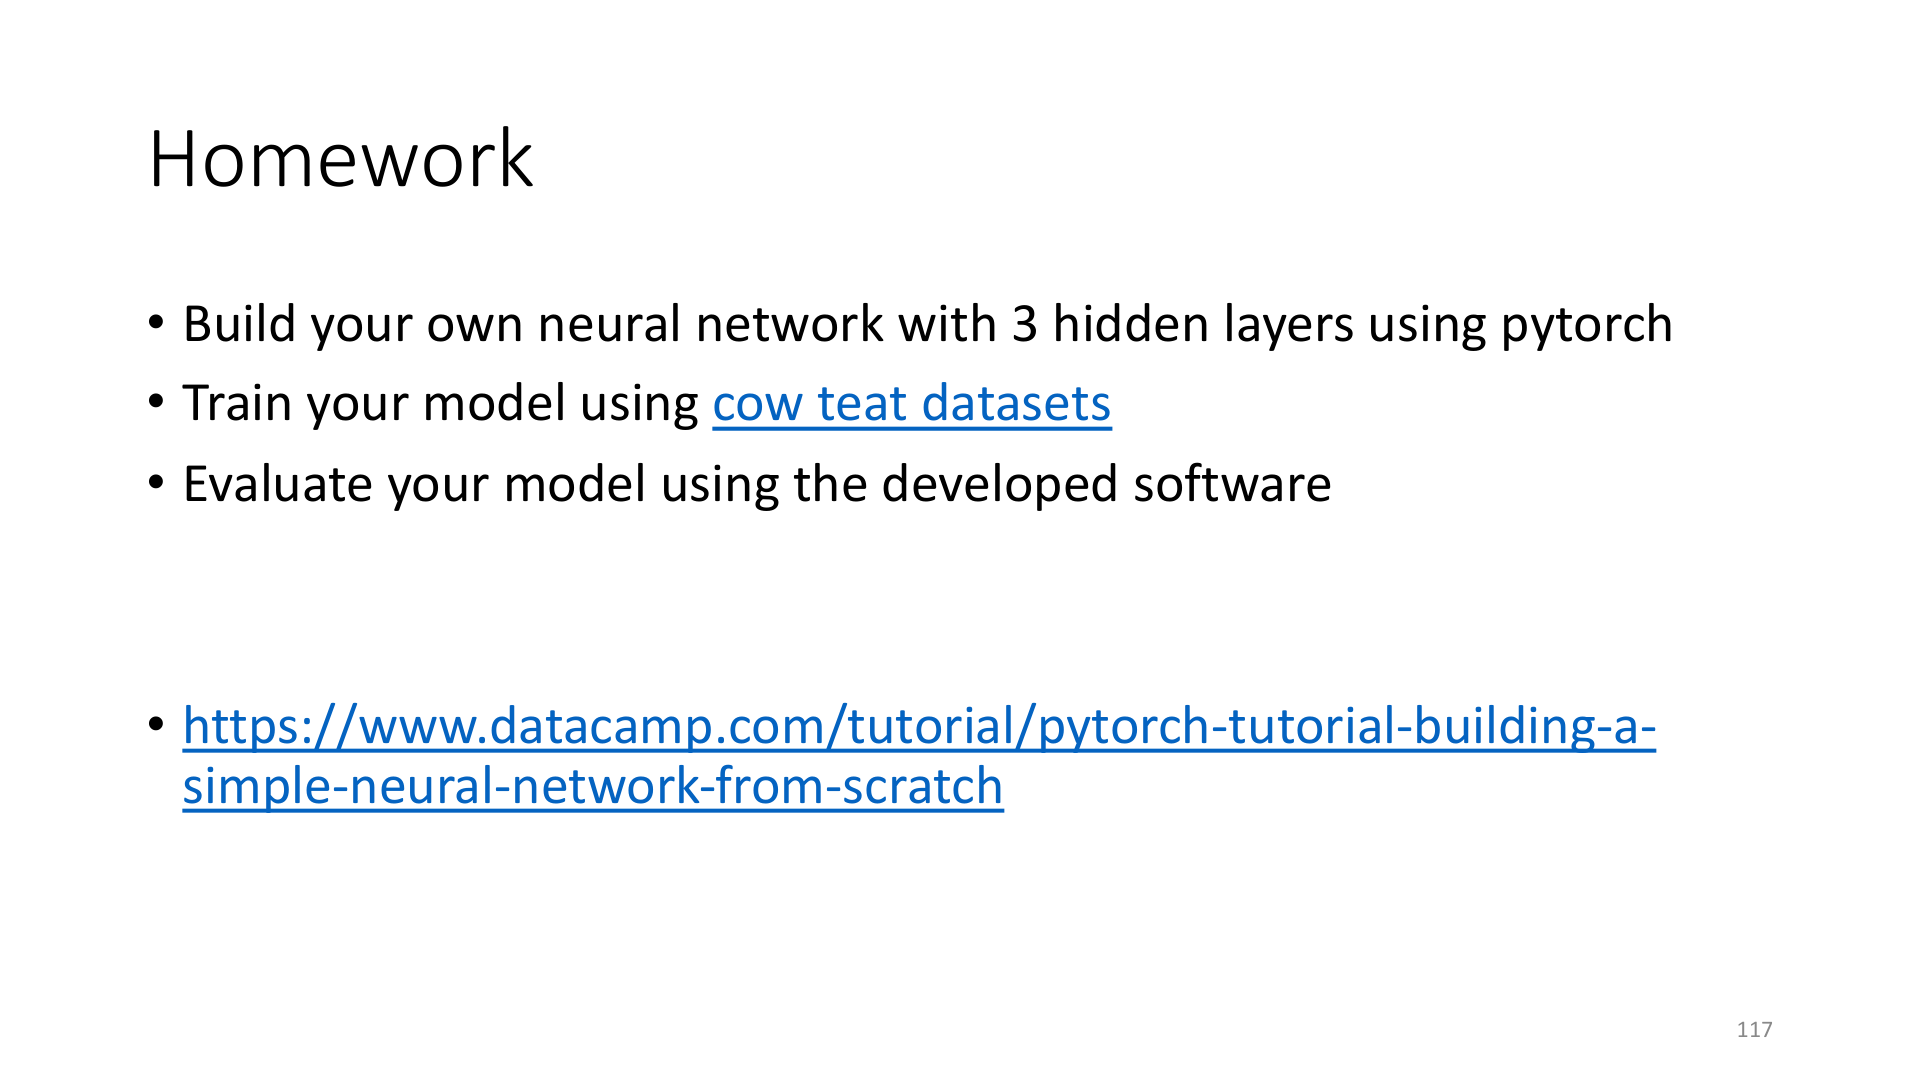 Homework
• Build your own neural network with 3 hidden layers using pytorch
• Train your model using cow teat datasets
• Evaluate your model using the developed software
• https://www.datacamp.com/tutorial/pytorch-tutorial-building-a-
simple-neural-network-from-scratch
117